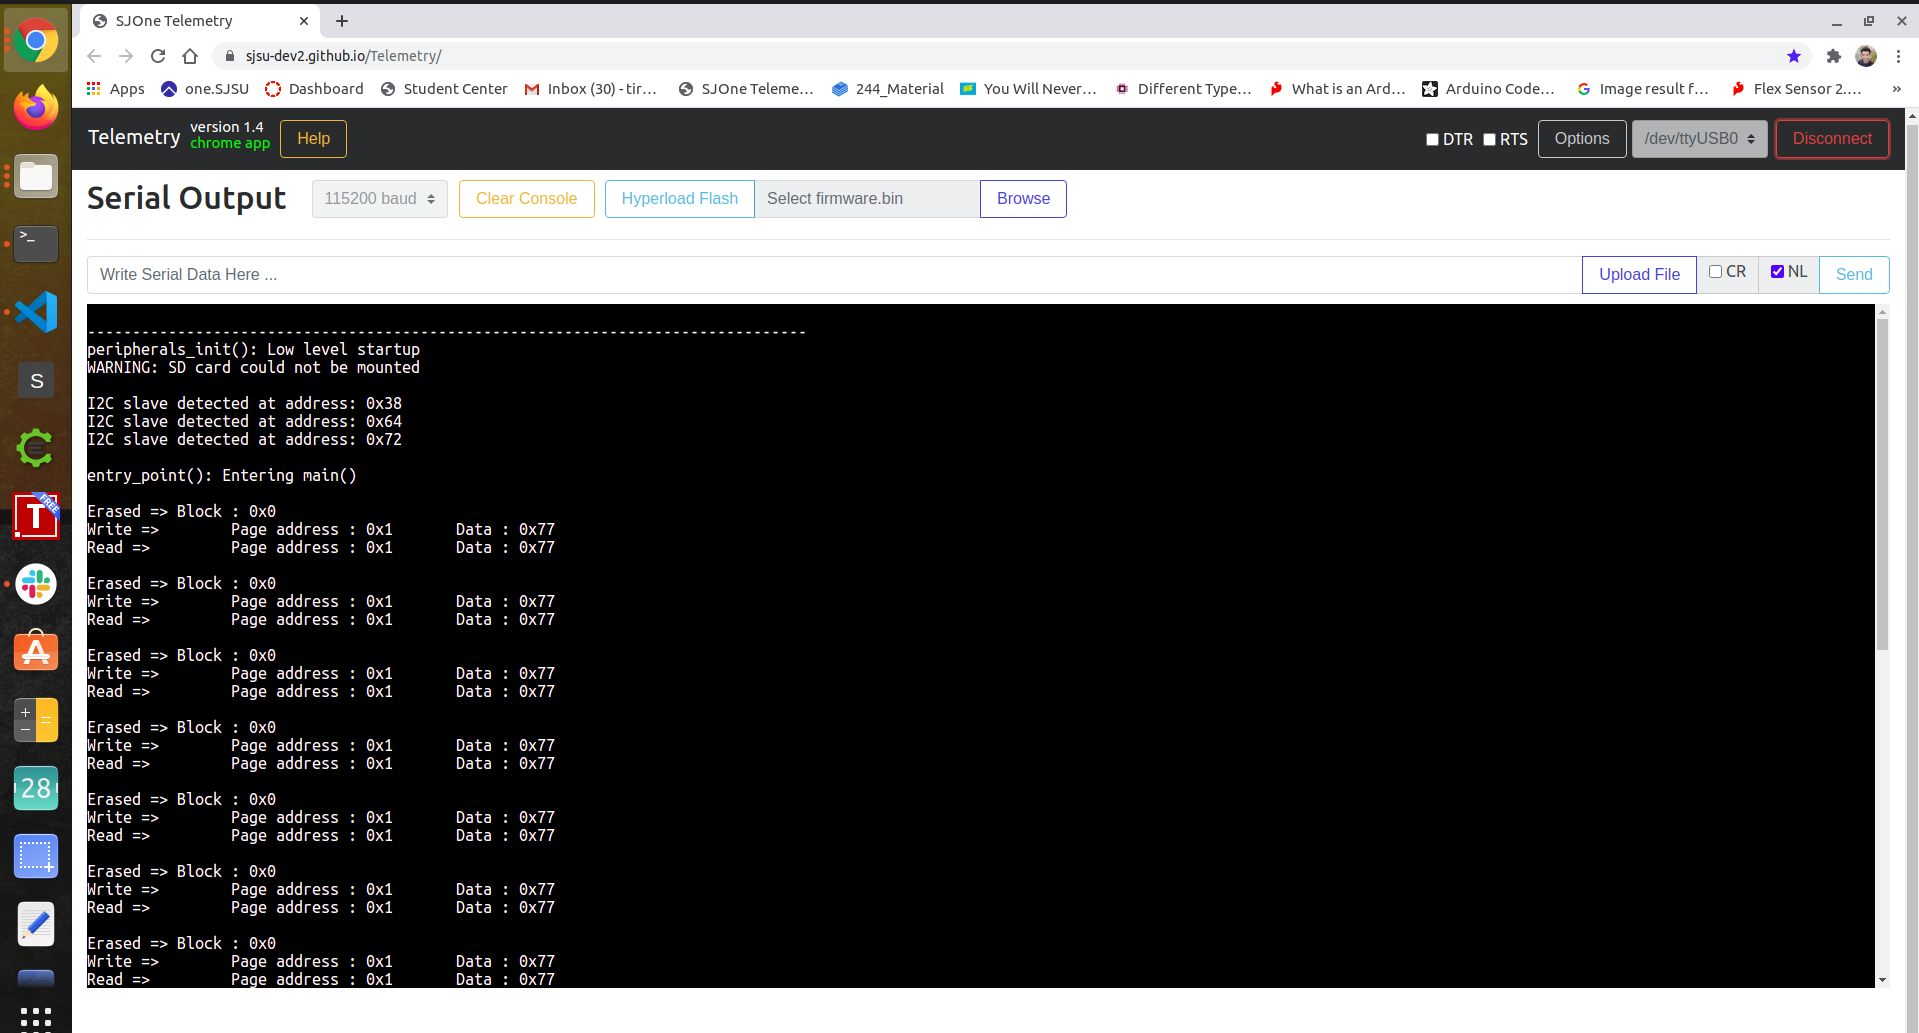 SJOne Telemetry
sjsu-dev2.github.io/Telemetry/
Apps one.SJSU Dashboard Student Center Inbox (30) - tir... SJOne Teleme... 244_Material You Will Never... Different Type... What is an Ard... Arduino Code... Image result f... Flex Sensor 2.... »
Telemetry version 1.4 Help DTR RTS Options /dev/ttyUSB0 Disconnect
chrome app
Serial Output 115200 baud Clear Console Hyperload Flash Select firmware.bin Browse
Write Serial Data Here ... Upload File CR NL Send
--------------------------------------------------------------------------------
peripherals_init(): Low level startup
WARNING: SD card could not be mounted
I2C slave detected at address: 0x38
I2C slave detected at address: 0x64
I2C slave detected at address: 0x72
entry_point(): Entering main()
Erased => Block : 0x0
Write => Page address : 0x1 Data : 0x77
Read => Page address : 0x1 Data : 0x77
Erased => Block : 0x0
Write => Page address : 0x1 Data : 0x77
Read => Page address : 0x1 Data : 0x77
Erased => Block : 0x0
Write => Page address : 0x1 Data : 0x77
Read => Page address : 0x1 Data : 0x77
Erased => Block : 0x0
Write => Page address : 0x1 Data : 0x77
Read => Page address : 0x1 Data : 0x77
Erased => Block : 0x0
Write => Page address : 0x1 Data : 0x77
Read => Page address : 0x1 Data : 0x77
Erased => Block : 0x0
Write => Page address : 0x1 Data : 0x77
Read => Page address : 0x1 Data : 0x77
Erased => Block : 0x0
Write => Page address : 0x1 Data : 0x77
Read => Page address : 0x1 Data : 0x77
>_
S
T FREE
28